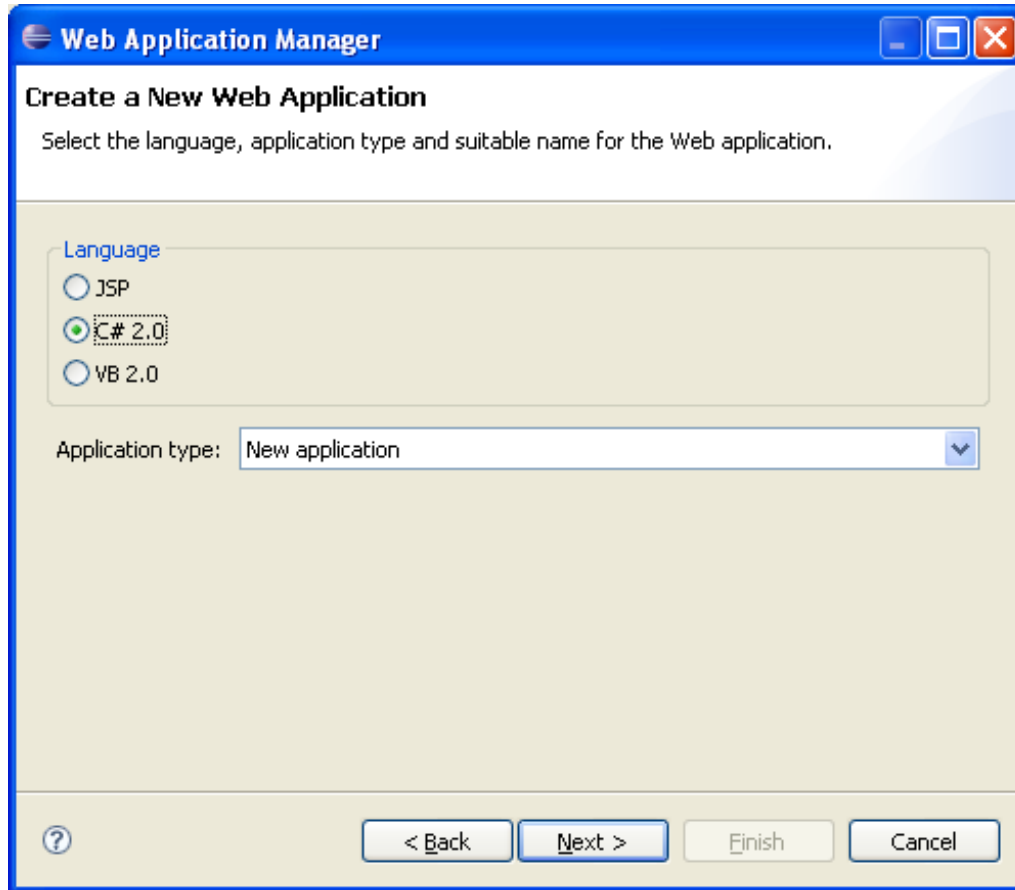 Web Application Manager
Create a New Web Application
Select the language, application type and suitable name for the Web application.
Language
JSP
C# 2.0
VB 2.0
Application type: New application
? < Back Next > Finish Cancel